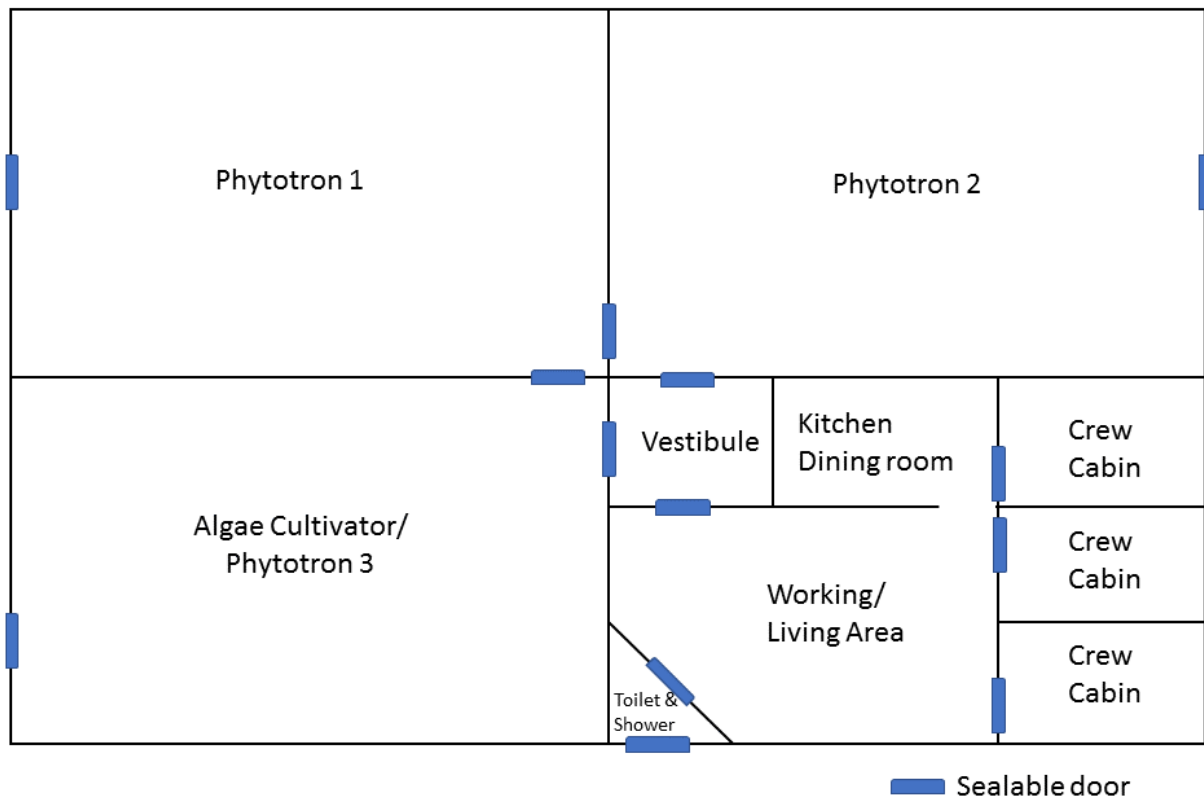 Phytotron 1
Phytotron 2
Vestibule
Kitchen
Dining room
Crew
Cabin
Algae Cultivator/
Phytotron 3
Crew
Cabin
Working/
Living Area
Crew
Cabin
Toilet &
Shower
Sealable door